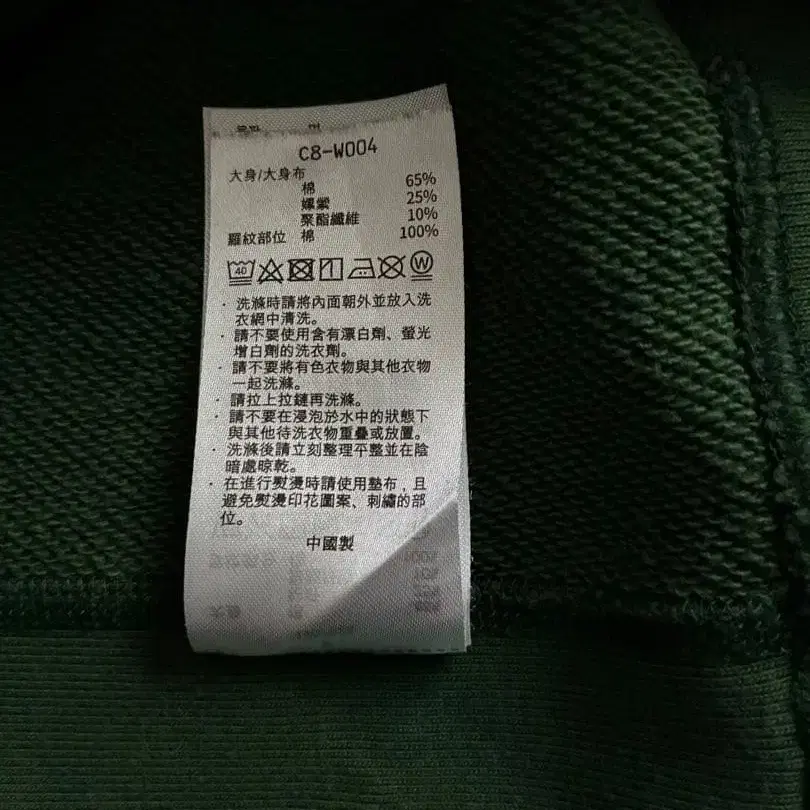 C8-W004
大身/大身布
棉 65%
嫘縈 25%
聚酯纖維 10%
羅紋部位 棉 100%
40 W
· 洗滌時請將內面朝外並放入洗
衣網中清洗。
· 請不要使用含有漂白劑、螢光
增白劑的洗衣劑。
· 請不要將有色衣物與其他衣物
一起洗滌。
· 請拉上拉鏈再洗滌。
· 請不要在浸泡於水中的狀態下
與其他待洗衣物重疊或放置。
· 洗滌後請立刻整理平整並在陰
暗處晾乾。
· 在進行熨燙時請使用墊布，且
避免熨燙印花圖案、刺繡的部
位。
中國製